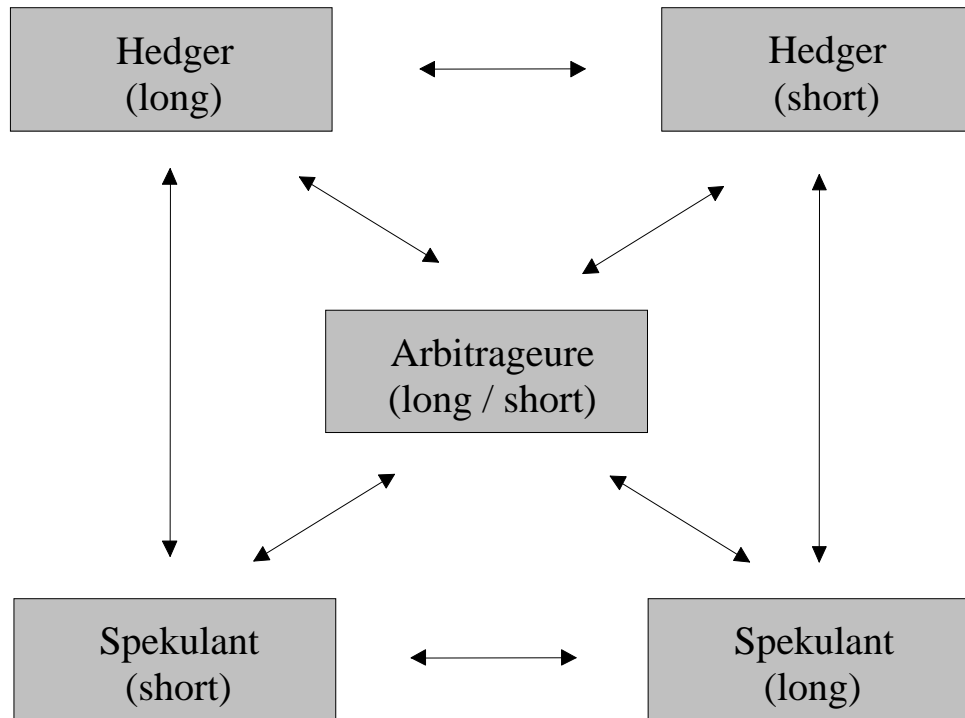 Hedger
(long)
Hedger
(short)
Arbitrageure
(long / short)
Spekulant
(short)
Spekulant
(long)